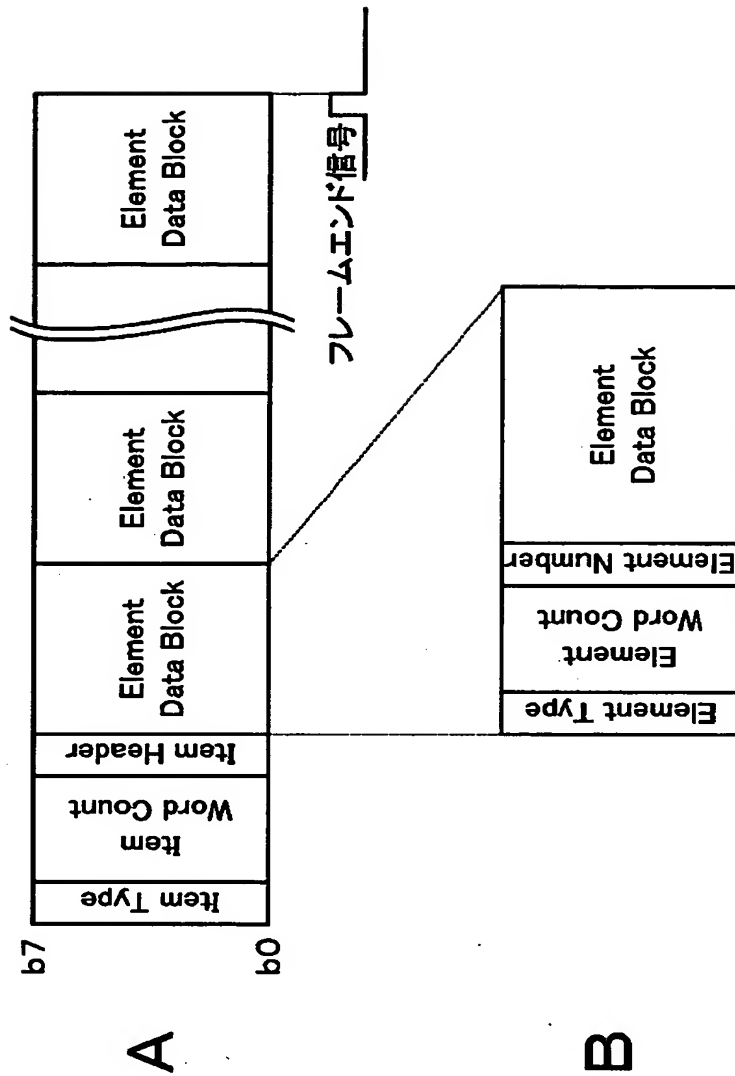 A
b7
b0
Item Type
Item
Word Count
Item Header
Element
Data Block
Element
Data Block
Element
Data Block
フレームエンド信号
B
Element Type
Element
Word Count
Element Number
Element
Data Block